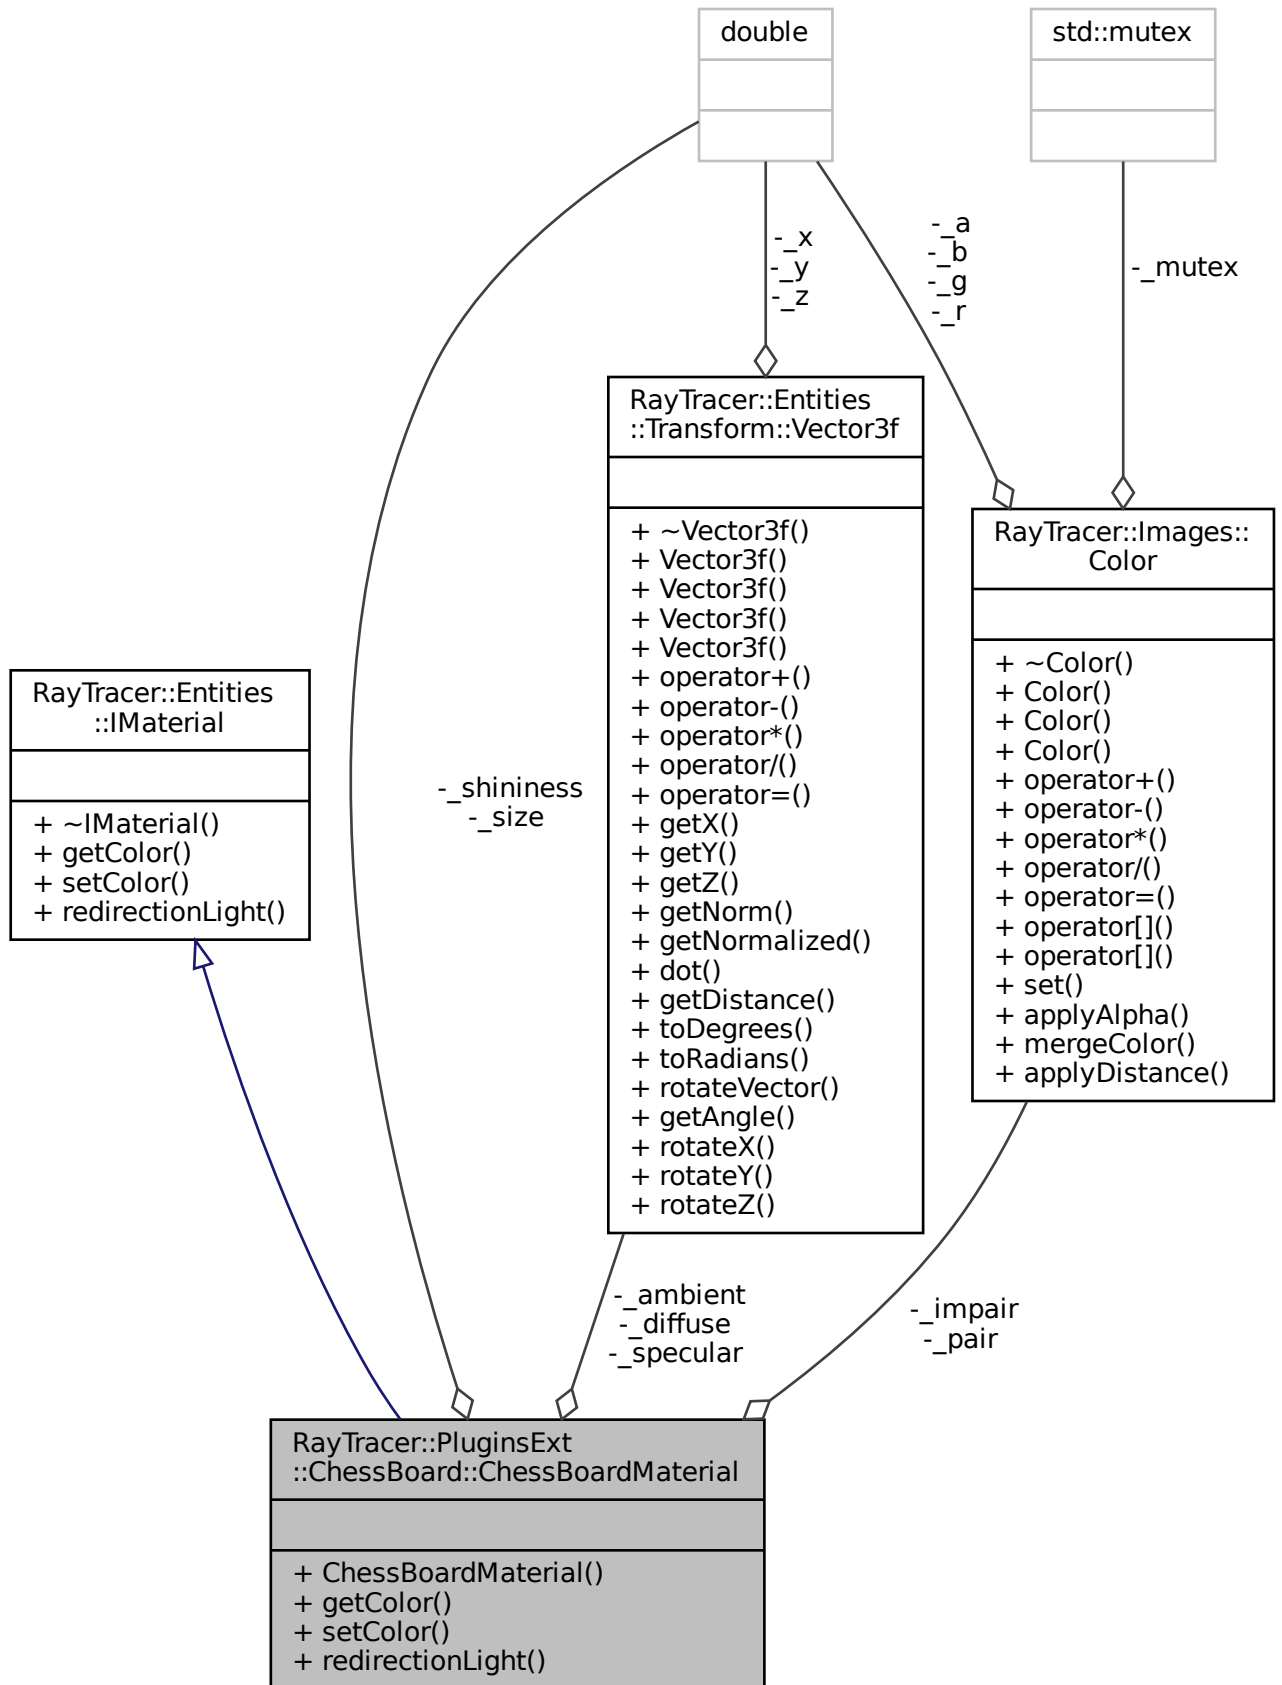 double
std::mutex
-_x
-_y
-_z
-_a
-_b
-_g
-_r
-_mutex
RayTracer::Entities
::Transform::Vector3f
+ ~Vector3f()
+ Vector3f()
+ Vector3f()
+ Vector3f()
+ Vector3f()
+ operator+()
+ operator-()
+ operator*()
+ operator/()
+ operator=()
+ getX()
+ getY()
+ getZ()
+ getNorm()
+ getNormalized()
+ dot()
+ getDistance()
+ toDegrees()
+ toRadians()
+ rotateVector()
+ getAngle()
+ rotateX()
+ rotateY()
+ rotateZ()
RayTracer::Images::
Color
+ ~Color()
+ Color()
+ Color()
+ Color()
+ operator+()
+ operator-()
+ operator*()
+ operator/()
+ operator=()
+ operator[]()
+ operator[]()
+ set()
+ applyAlpha()
+ mergeColor()
+ applyDistance()
RayTracer::Entities
::IMaterial
+ ~IMaterial()
+ getColor()
+ setColor()
+ redirectionLight()
-_shininess
-_size
-_ambient
-_diffuse
-_specular
-_impair
-_pair
RayTracer::PluginsExt
::ChessBoard::ChessBoardMaterial
+ ChessBoardMaterial()
+ getColor()
+ setColor()
+ redirectionLight()